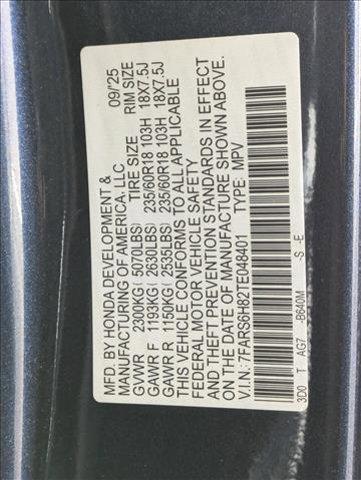 MFD. BY HONDA DEVELOPMENT & 09/'25
MANUFACTURING OF AMERICA, LLC
TIRE SIZE RIM SIZE
GVWR 2300KG( 5070LBS)
GAWR F 1193KG( 2630LBS) 235/60R18 103H 18X7.5J
GAWR R 1150KG( 2535LBS) 235/60R18 103H 18X7.5J
THIS VEHICLE CONFORMS TO ALL APPLICABLE
FEDERAL MOTOR VEHICLE SAFETY
AND THEFT PREVENTION STANDARDS IN EFFECT
ON THE DATE OF MANUFACTURE SHOWN ABOVE.
V.I.N.: 7FARS6H82TE048401 TYPE: MPV
3D0 T AG7 -B640M -S -E